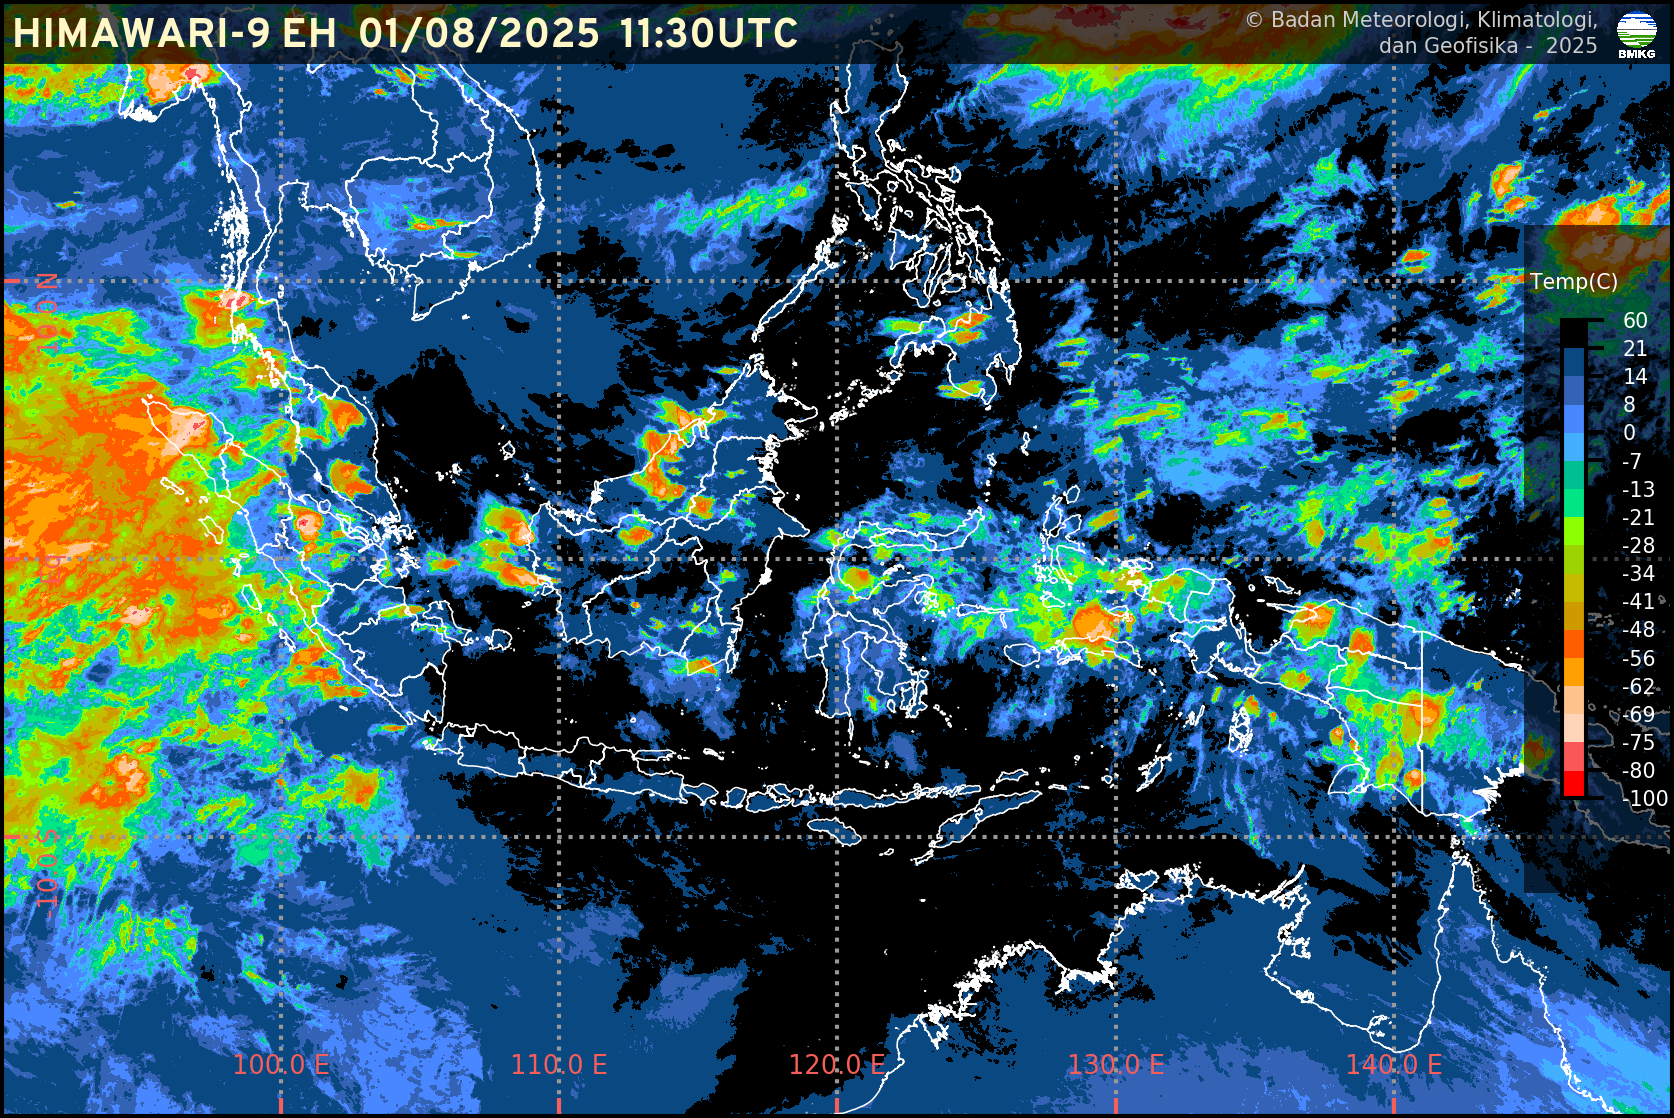 HIMAWARI-9 EH 01/08/2025 11:30UTC
© Badan Meteorologi, Klimatologi,
dan Geofisika - 2025
BMKG
Temp(C)
60
21
14
8
0
-7
-13
-21
-28
-34
-41
-48
-56
-62
-69
-75
-80
-100
-10.0 S
100.0 E
110.0 E
120.0 E
130.0 E
140.0 E